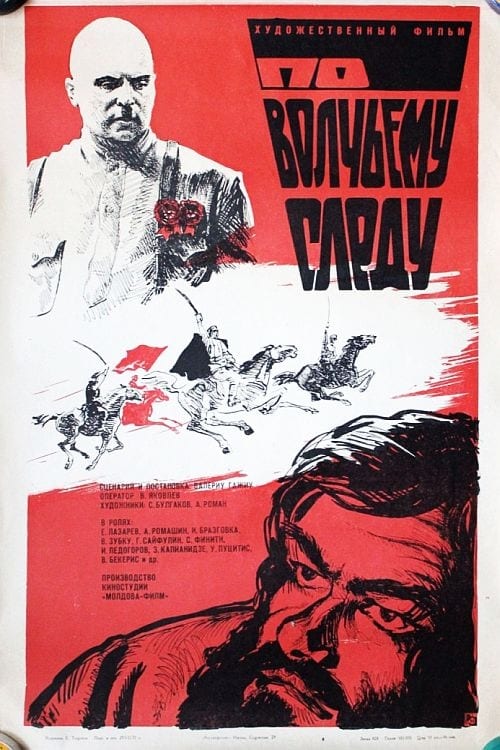 ХУДОЖЕСТВЕННЫЙ ФИЛЬМ
ПО
ВОЛЧЬЕМУ
СЛЕДУ
СЦЕНАРИЙ И ПОСТАНОВКА ВАЛЕРИУ ГАЖИУ
ОПЕРАТОР В. ЯКОВЛЕВ
ХУДОЖНИКИ: С. БУЛГАКОВ, А. РОМАН
В РОЛЯХ:
Е. ЛАЗАРЕВ, А. РОМАШИН, И. БРАЗГОВКА,
В. ЗУБКУ, Г. САЙФУЛИН, С. ФИНИТИ,
И. ПЕДОГОРОВ, З. КАПИАНИДЗЕ, У. ПУЦИТИС,
В. БЕКЕРИС и др.
ПРОИЗВОДСТВО
КИНОСТУДИИ
«МОЛДОВА-ФИЛМ»